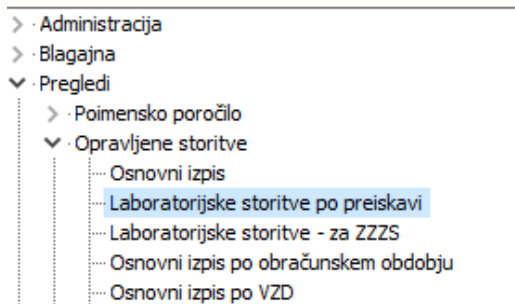 Administracija
Blagajna
Pregledi
Poimensko poročilo
Opravljene storitve
Osnovni izpis
Laboratorijske storitve po preiskavi
Laboratorijske storitve - za ZZZS
Osnovni izpis po obračunskem obdobju
Osnovni izpis po VZD